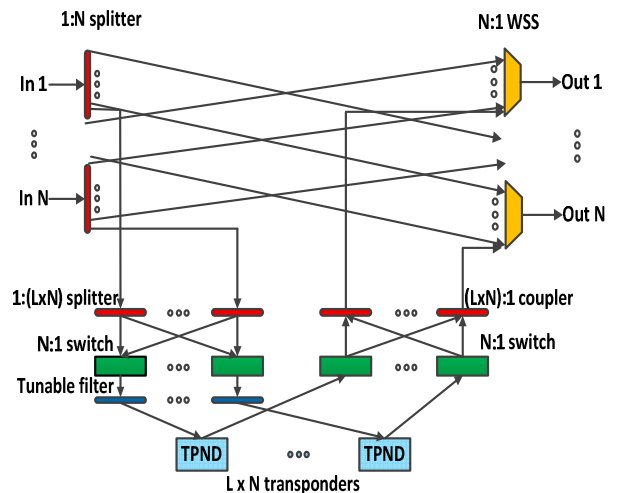 1:N splitter
N:1 WSS
In 1
Out 1
In N
Out N
1:(LxN) splitter
(LxN):1 coupler
N:1 switch
N:1 switch
Tunable filter
TPND
TPND
L x N transponders